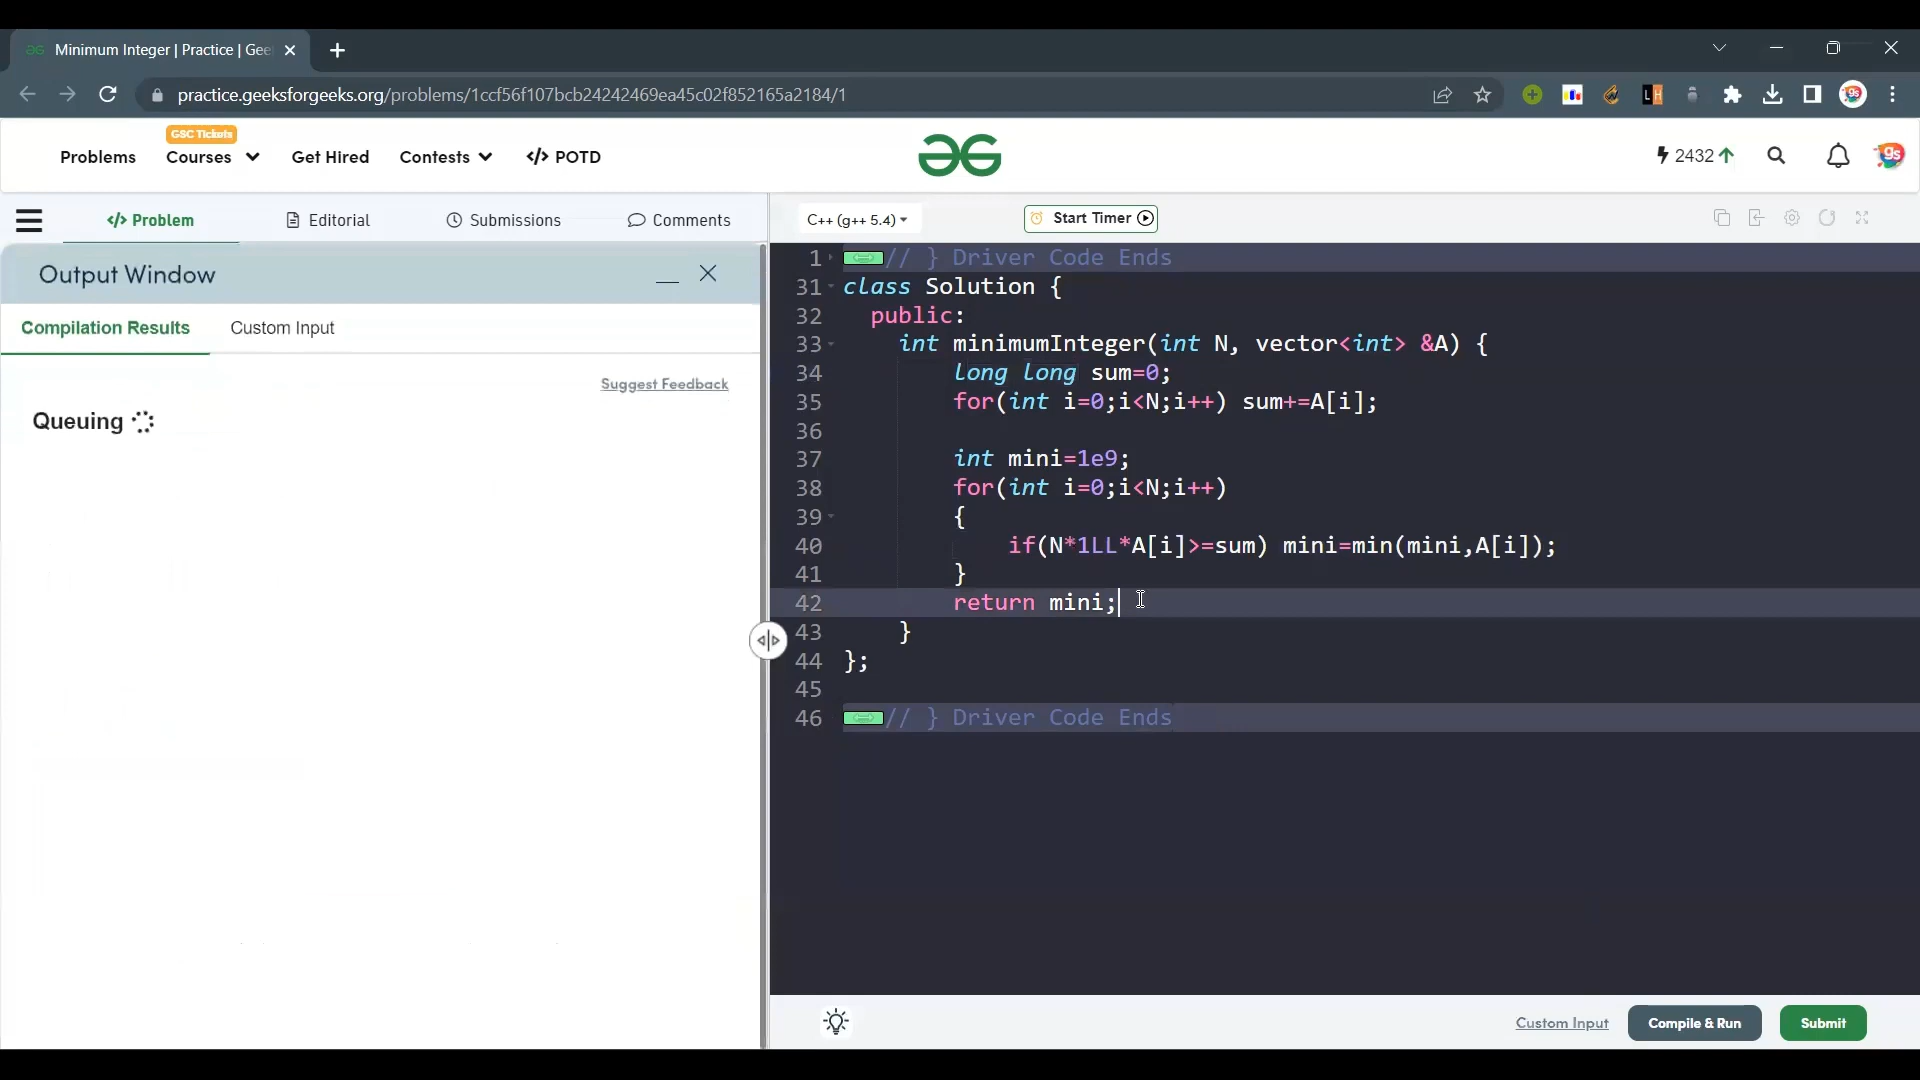 Minimum Integer | Practice | Gee
practice.geeksforgeeks.org/problems/1ccf56f107bcb24242469ea45c02f852165a2184/1
GSC Tickets
Problems Courses Get Hired Contests </> POTD
2432
</> Problem Editorial Submissions Comments
C++ (g++ 5.4)
Start Timer
Output Window
Compilation Results Custom Input
Suggest Feedback
Queuing
1 // } Driver Code Ends
31 class Solution {
32 public:
33 int minimumInteger(int N, vector<int> &A) {
34 long long sum=0;
35 for(int i=0;i<N;i++) sum+=A[i];
36
37 int mini=1e9;
38 for(int i=0;i<N;i++)
39 {
40 if(N*1LL*A[i]>=sum) mini=min(mini,A[i]);
41 }
42 return mini;
43 }
44 };
45
46 // } Driver Code Ends
Custom Input Compile & Run Submit